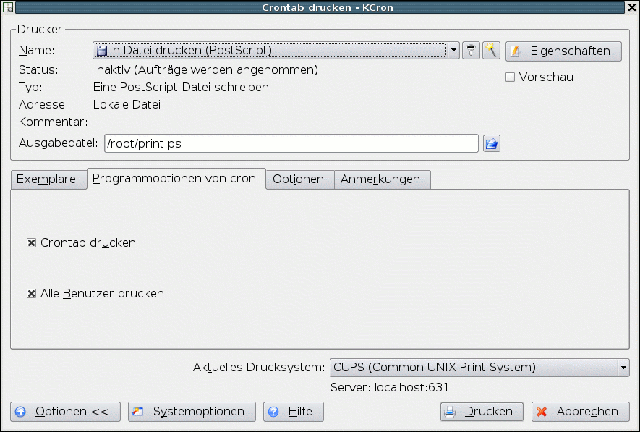 Crontab drucken - KCron
Drucker
Name: In Datei drucken (PostScript) Eigenschaften
Status: Inaktiv (Aufträge werden angenommen)
Vorschau
Typ: Eine PostScript-Datei schreiben
Adresse Lokale Datei
Kommentar:
Ausgabedatei: /root/print.ps
Exemplare Programmoptionen von cron Optionen Anmerkungen
Crontab drucken
Alle Benutzer drucken
Aktuelles Drucksystem: CUPS (Common UNIX Print System)
Server: localhost:631
Optionen << Systemoptionen Hilfe Drucken Abbrechen